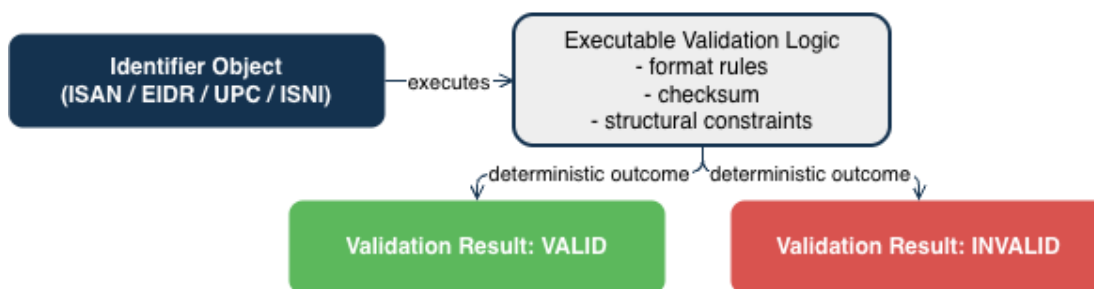 Identifier Object
(ISAN / EIDR / UPC / ISNI)
executes
Executable Validation Logic
- format rules
- checksum
- structural constraints
deterministic outcome
deterministic outcome
Validation Result: VALID
Validation Result: INVALID